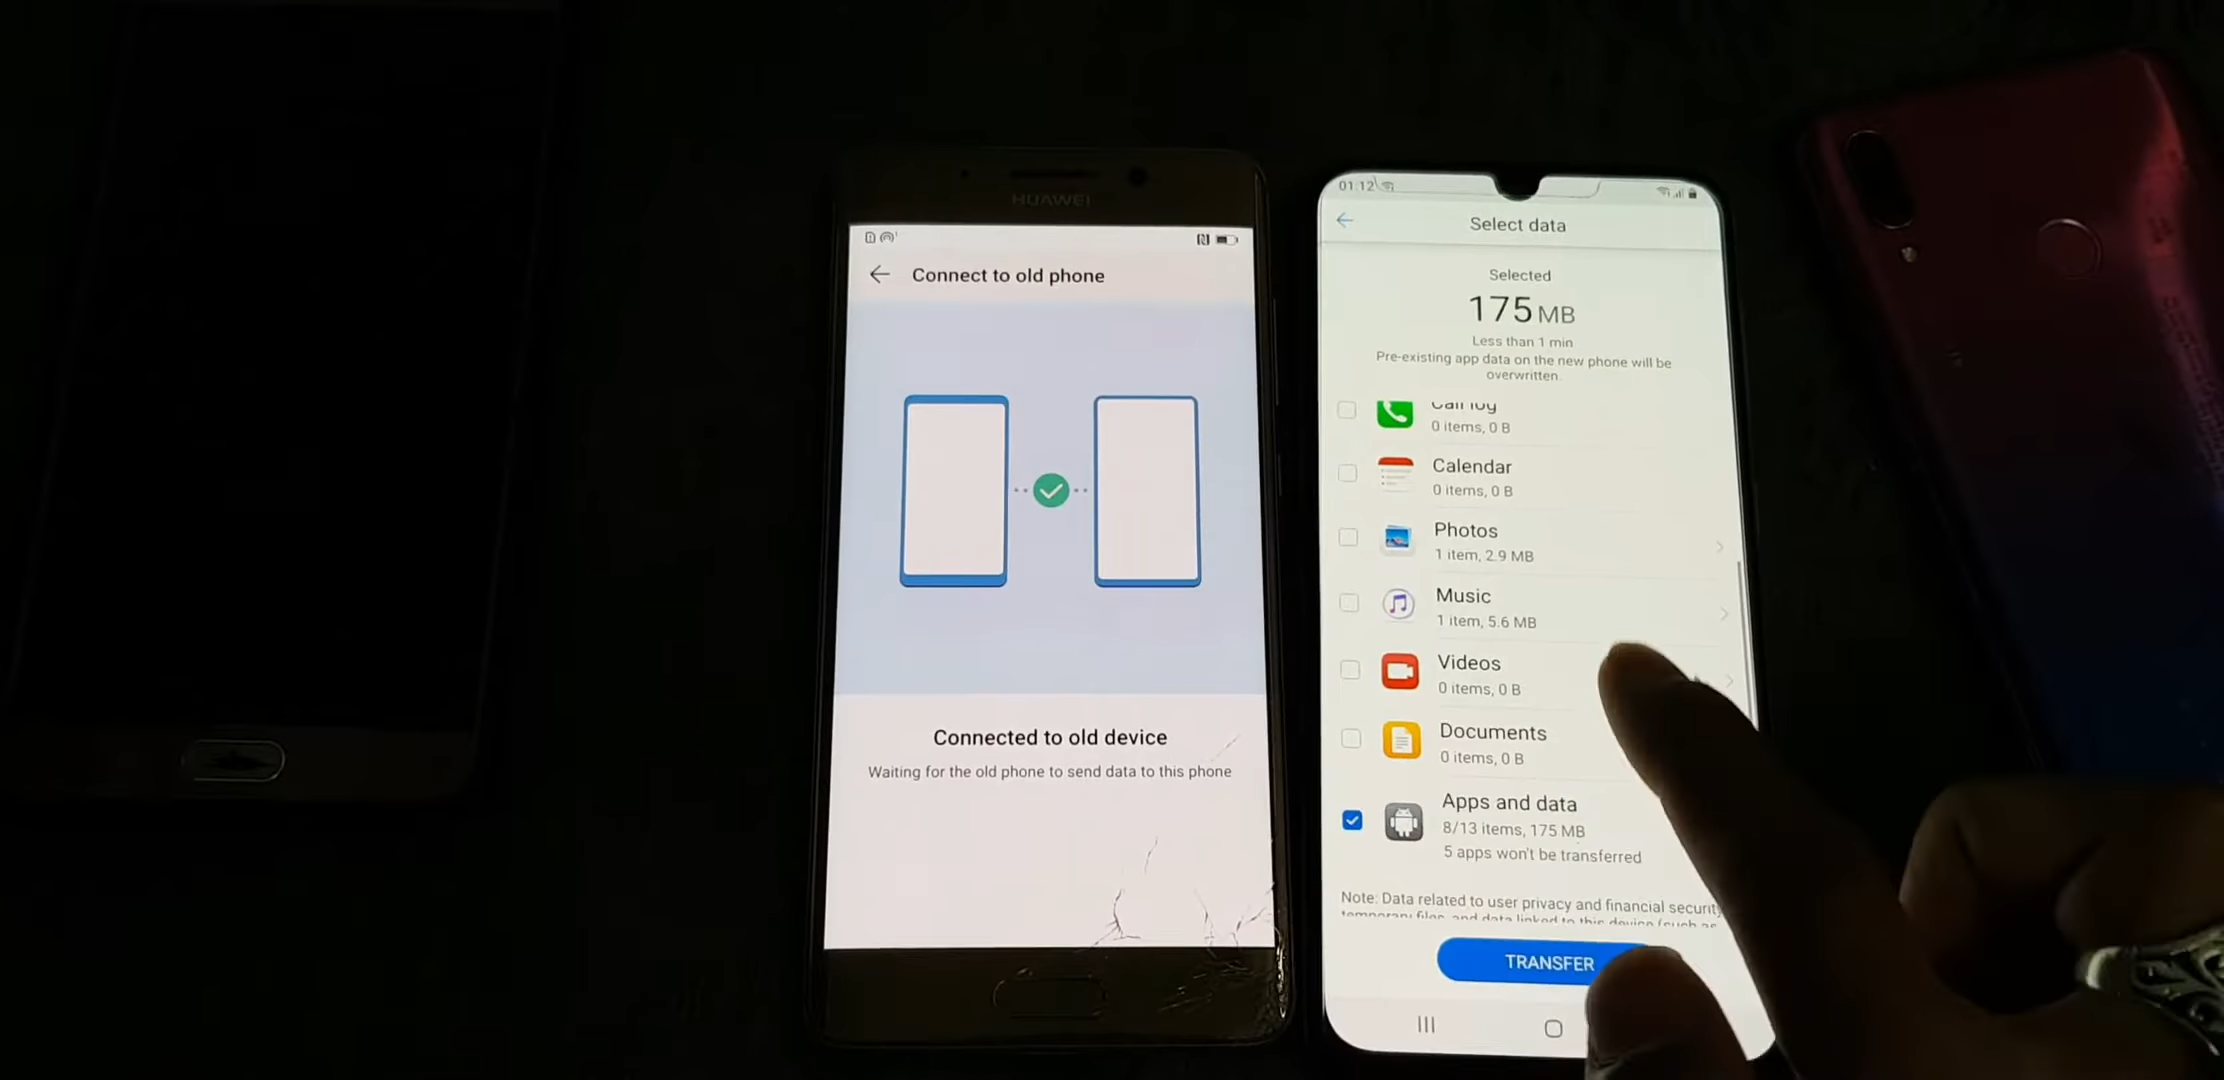 HUAWEI
Connect to old phone
Connected to old device
Waiting for the old phone to send data to this phone
01:12
Select data
Selected
175 MB
Less than 1 min
Pre-existing app data on the new phone will be
overwritten.
Call log
0 items, 0 B
Calendar
0 items, 0 B
Photos
1 item, 2.9 MB
Music
1 item, 5.6 MB
Videos
0 items, 0 B
Documents
0 items, 0 B
Apps and data
8/13 items, 175 MB
5 apps won't be transferred
Note: Data related to user privacy and financial security,
temporary files, and data linked to this device (such as
TRANSFER